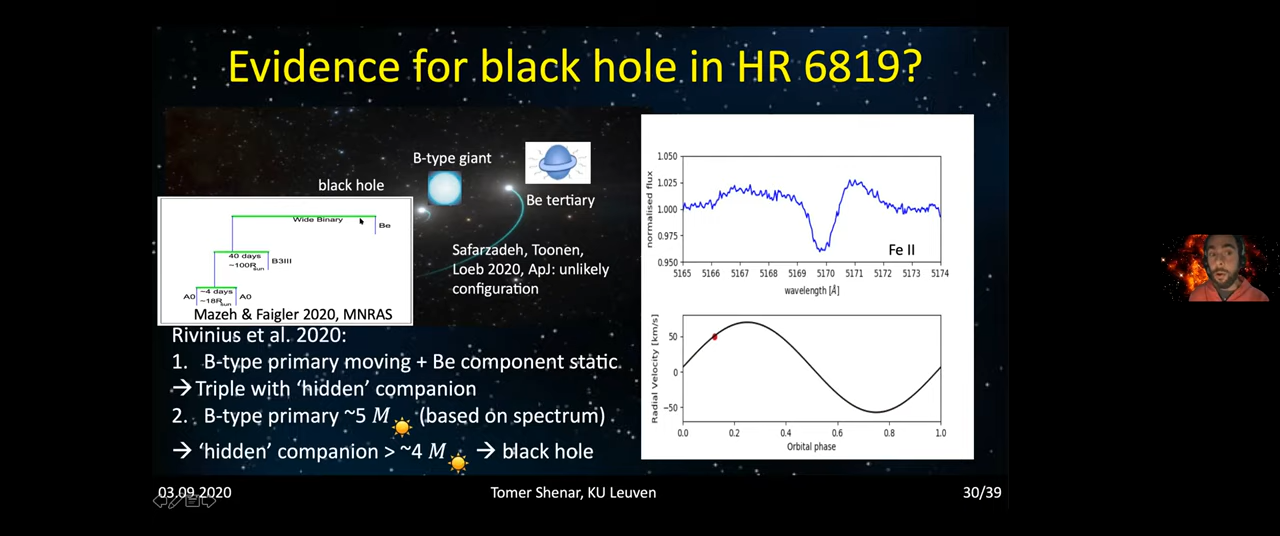 Evidence for black hole in HR 6819?
B-type giant
black hole
Be tertiary
Wide Binary
Be
40 days
~100R sun
B3III
~4 days
~18R sun
A0
A0
Mazeh & Faigler 2020, MNRAS
Safarzadeh, Toonen,
Loeb 2020, ApJ: unlikely
configuration
Rivinius et al. 2020:
1. B-type primary moving + Be component static
→ Triple with ‘hidden’ companion
2. B-type primary ~5 M (based on spectrum)
→ ‘hidden’ companion > ~4 M → black hole
1.050
1.025
1.000
0.975
0.950
normalised flux
Fe II
5165 5166 5167 5168 5169 5170 5171 5172 5173 5174
wavelength [Å]
50
0
−50
Radial Velocity [km/s]
0.0 0.2 0.4 0.6 0.8 1.0
Orbital phase
03.09.2020
Tomer Shenar, KU Leuven
30/39